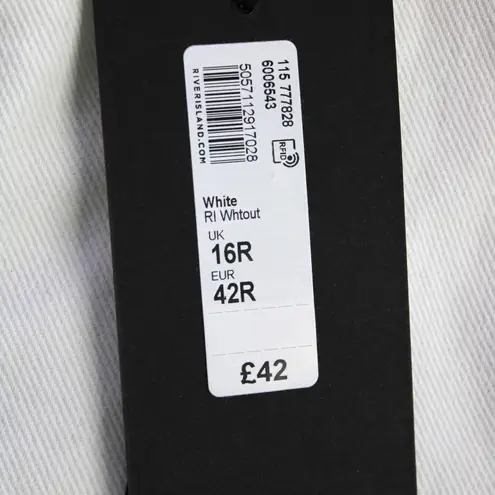 115 777828
6006543
RFID
5057112917028
RIVERISLAND.COM
White
RI Whtout
UK
16R
EUR
42R
£42